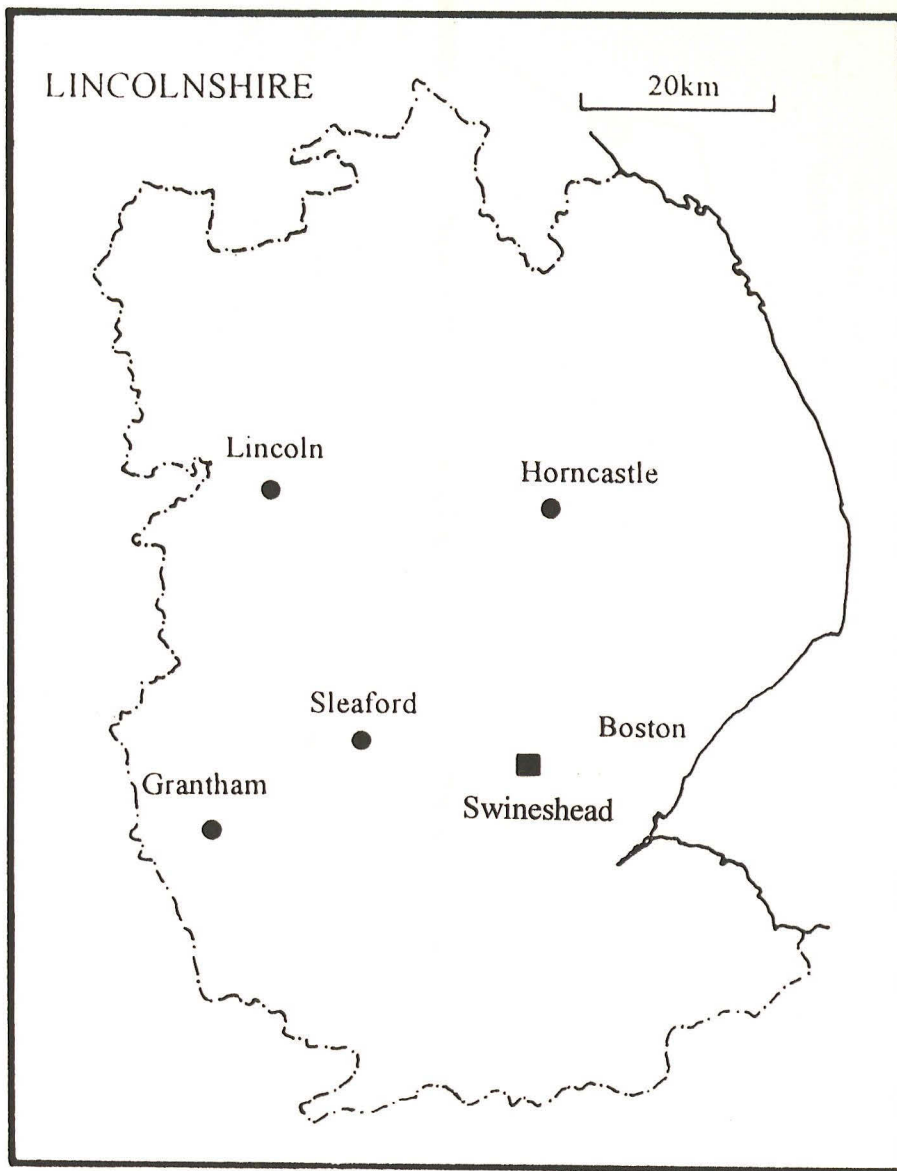 LINCOLNSHIRE
20km
Lincoln
Horncastle
Sleaford
Boston
Grantham
Swineshead